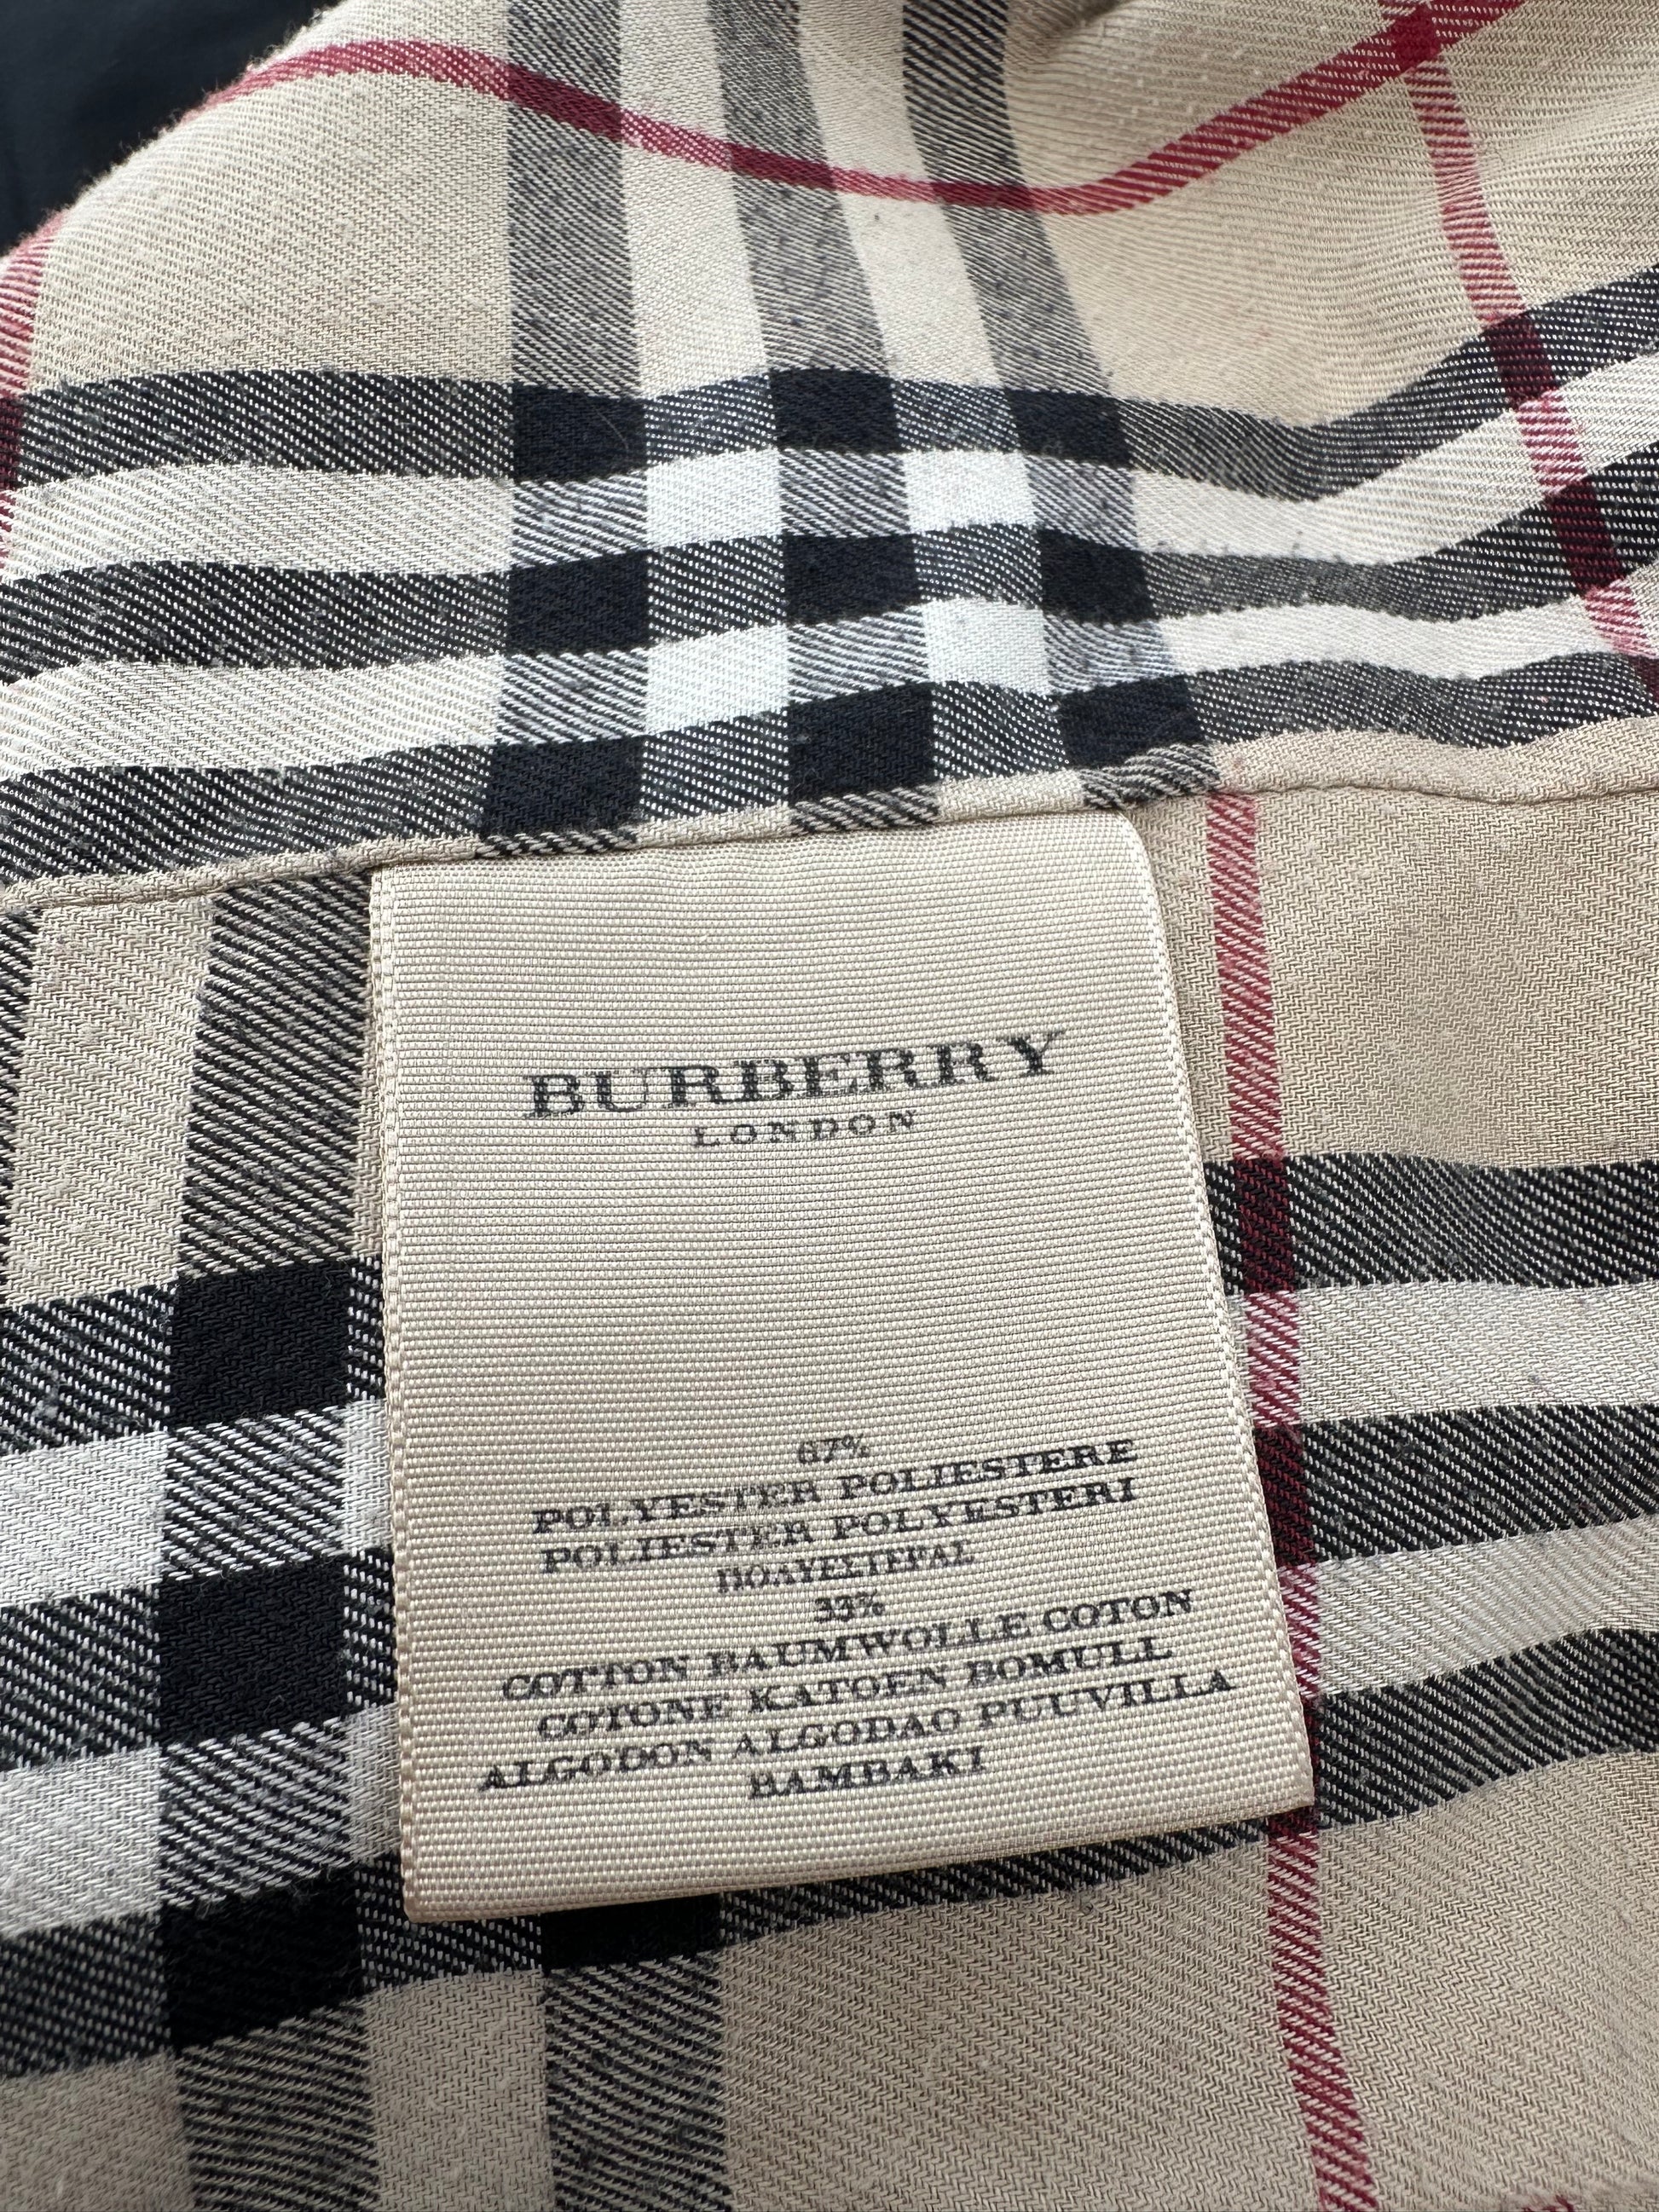 BURBERRY
LONDON
67%
POLYESTER POLIESTERE
POLIESTER POLYESTERI
ΠΟΛΥΕΣΤΕΡΑΣ
33%
COTTON BAUMWOLLE COTON
COTONE KATOEN BOMULL
ALGODON ALGODAO PUUVILLA
BAMBAKI